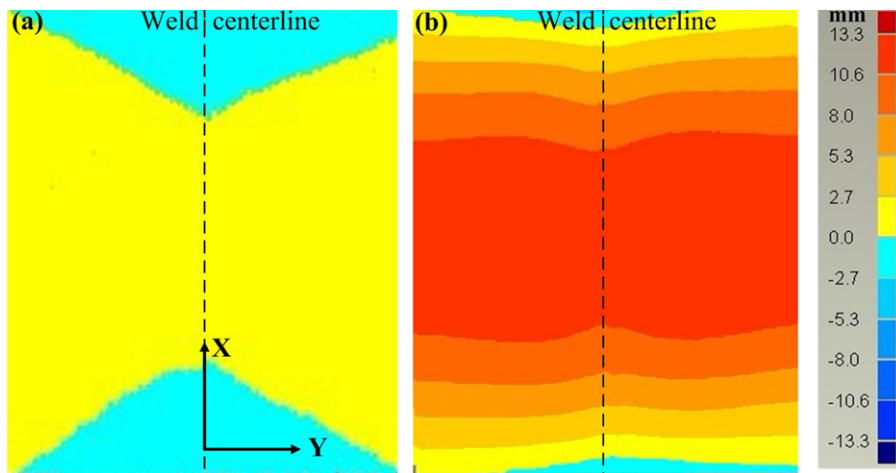 (a) Weld centerline
X
Y
(b) Weld centerline
mm
13.3
10.6
8.0
5.3
2.7
0.0
-2.7
-5.3
-8.0
-10.6
-13.3